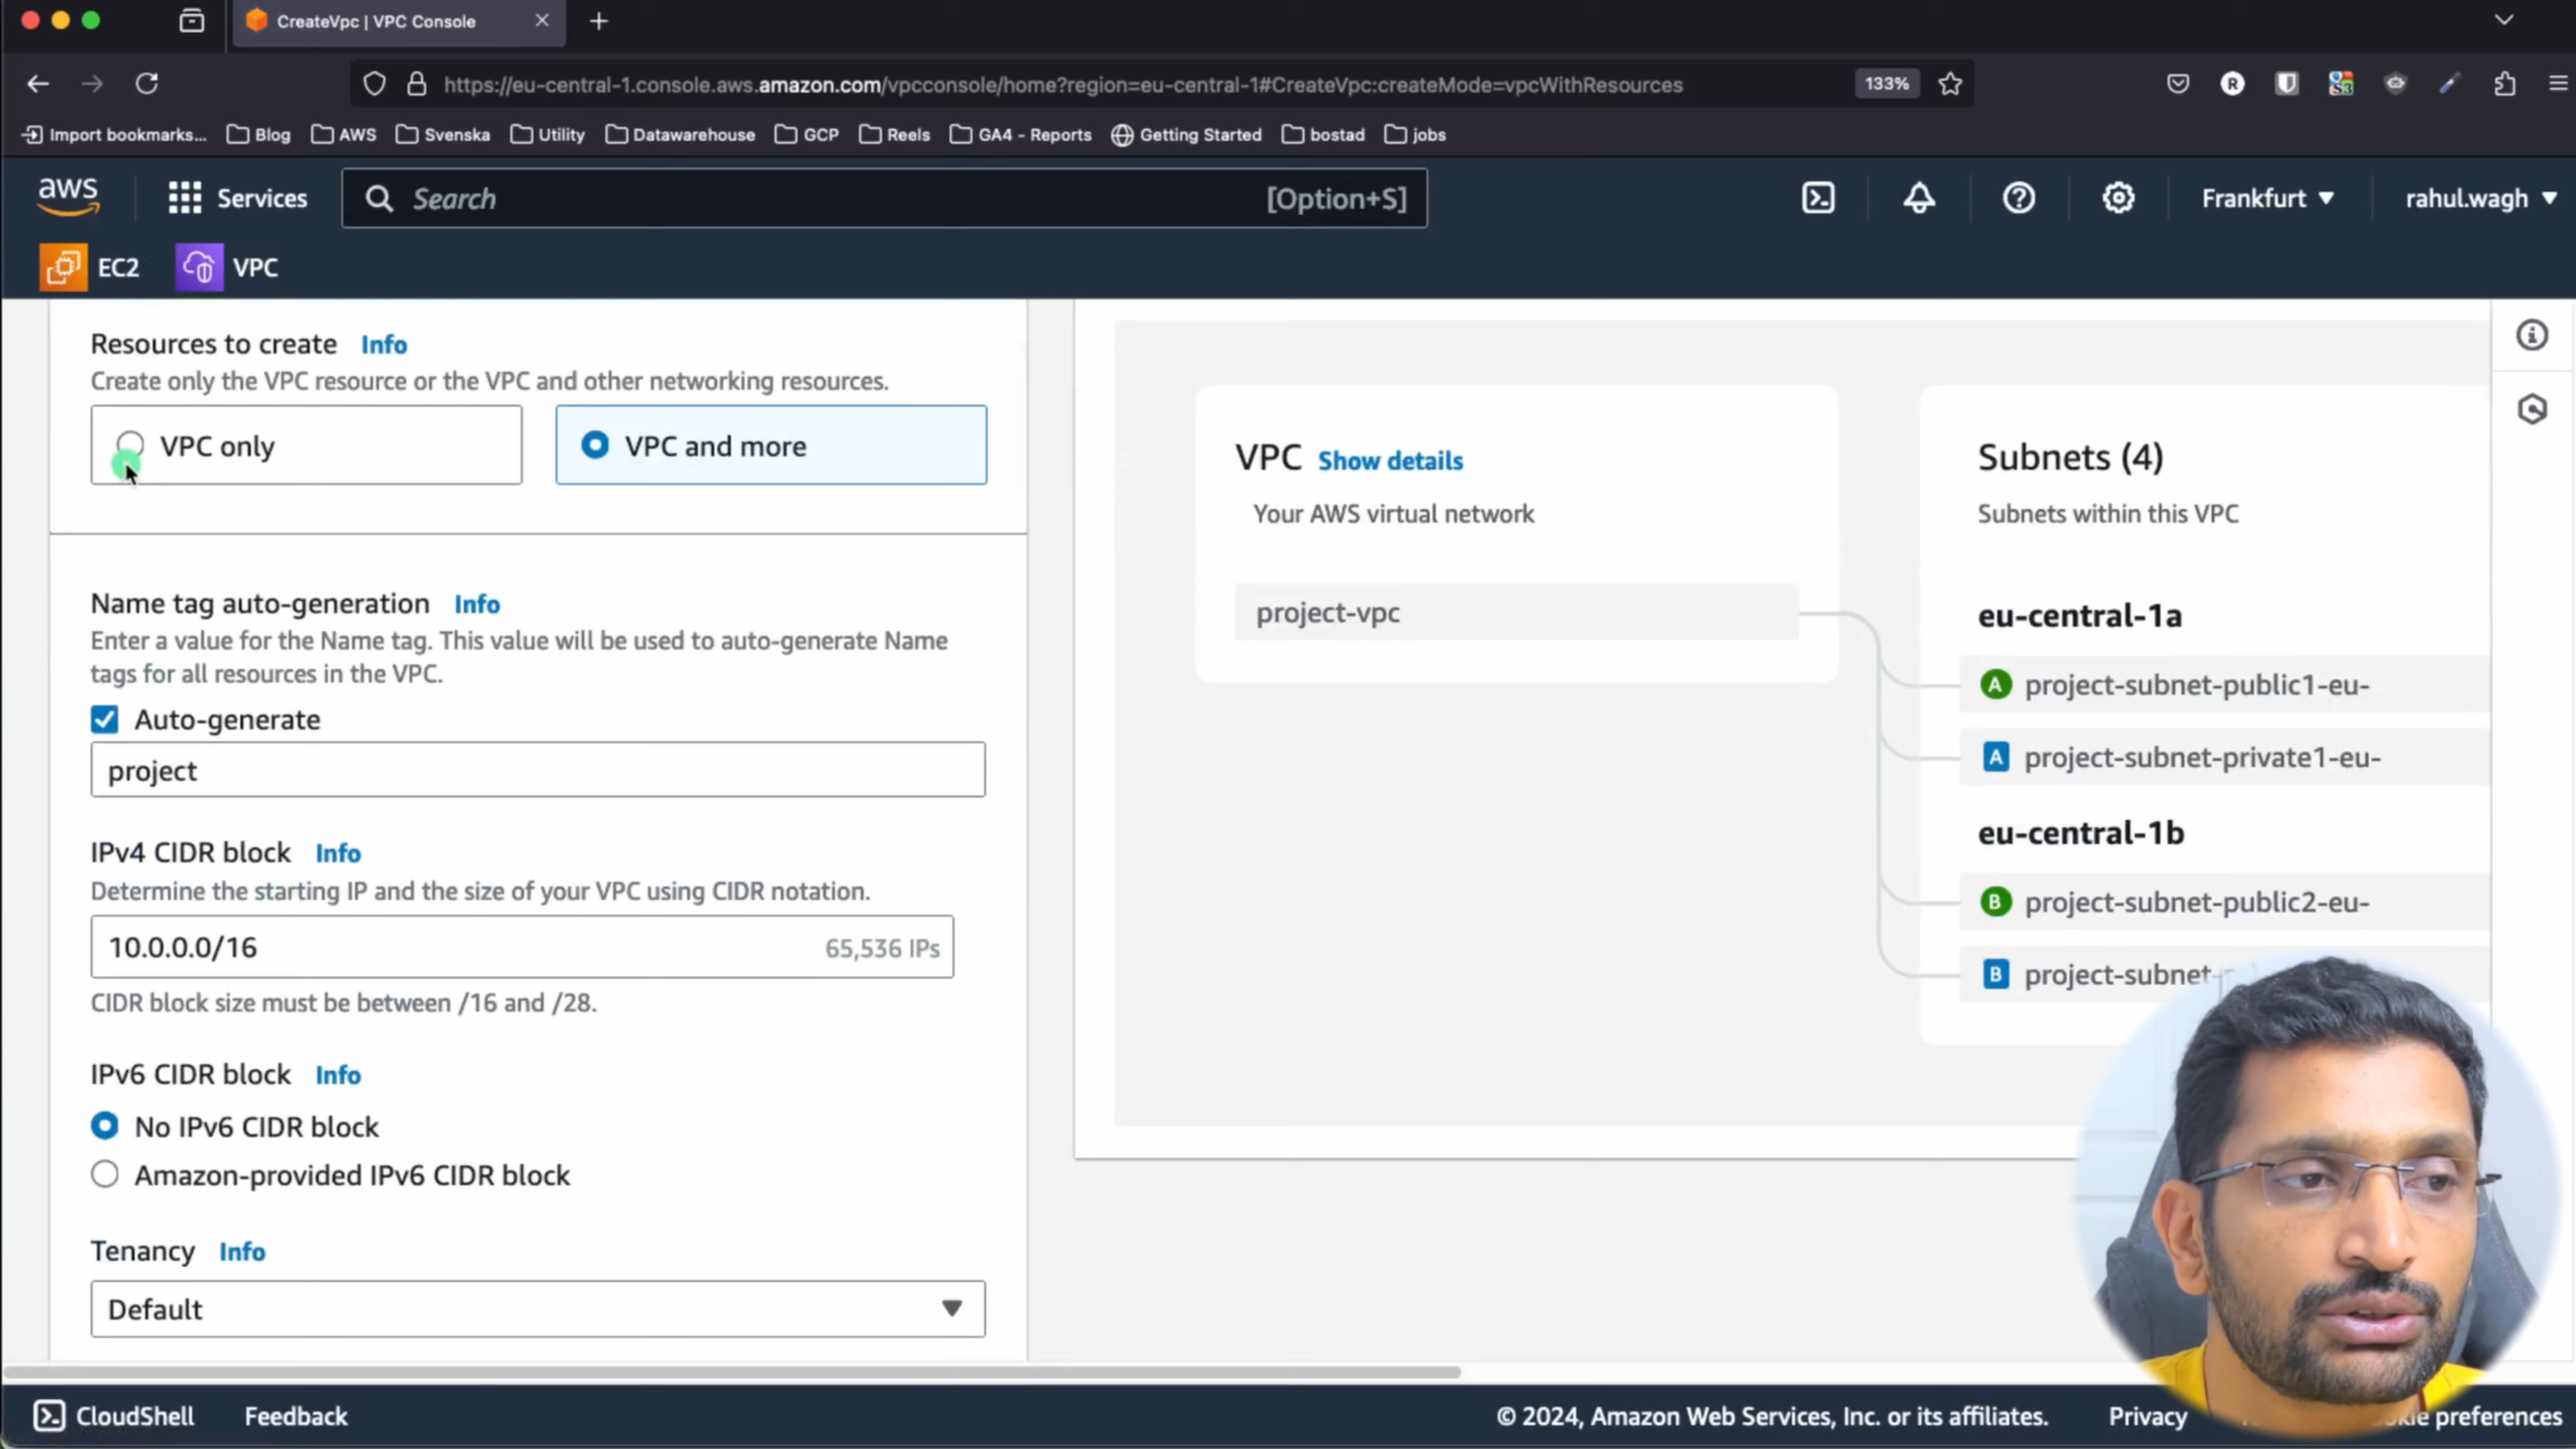 CreateVpc | VPC Console
https://eu-central-1.console.aws.amazon.com/vpcconsole/home?region=eu-central-1#CreateVpc:createMode=vpcWithResources
133%
Import bookmarks...
Blog
AWS
Svenska
Utility
Datawarehouse
GCP
Reels
GA4 - Reports
Getting Started
bostad
jobs
aws
Services
Search
[Option+S]
Frankfurt
rahul.wagh
EC2
VPC
Resources to create Info
Create only the VPC resource or the VPC and other networking resources.
VPC only
VPC and more
Name tag auto-generation Info
Enter a value for the Name tag. This value will be used to auto-generate Name
tags for all resources in the VPC.
Auto-generate
project
IPv4 CIDR block Info
Determine the starting IP and the size of your VPC using CIDR notation.
10.0.0.0/16
65,536 IPs
CIDR block size must be between /16 and /28.
IPv6 CIDR block Info
No IPv6 CIDR block
Amazon-provided IPv6 CIDR block
Tenancy Info
Default
VPC Show details
Your AWS virtual network
project-vpc
Subnets (4)
Subnets within this VPC
eu-central-1a
A project-subnet-public1-eu-
A project-subnet-private1-eu-
eu-central-1b
B project-subnet-public2-eu-
B project-subnet-
CloudShell
Feedback
© 2024, Amazon Web Services, Inc. or its affiliates.
Privacy
preferences